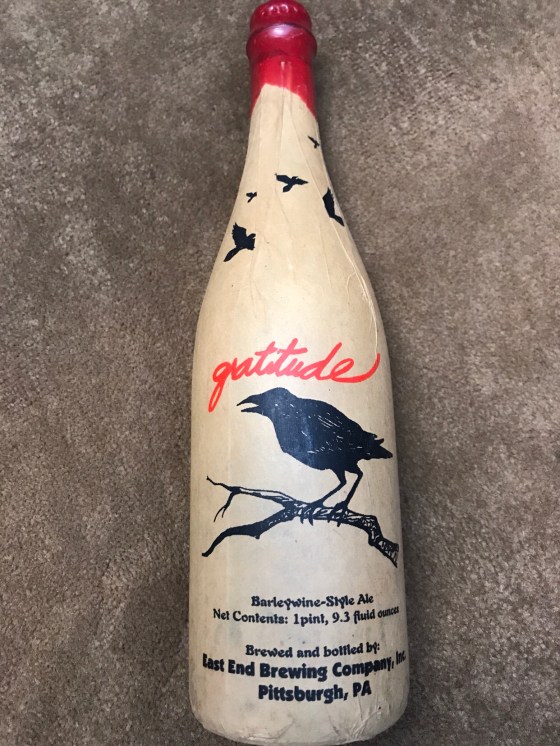 gratitude
Barleywine-Style Ale
Net Contents: 1pint, 9.3 fluid ounces
Brewed and bottled by:
East End Brewing Company, Inc.
Pittsburgh, PA